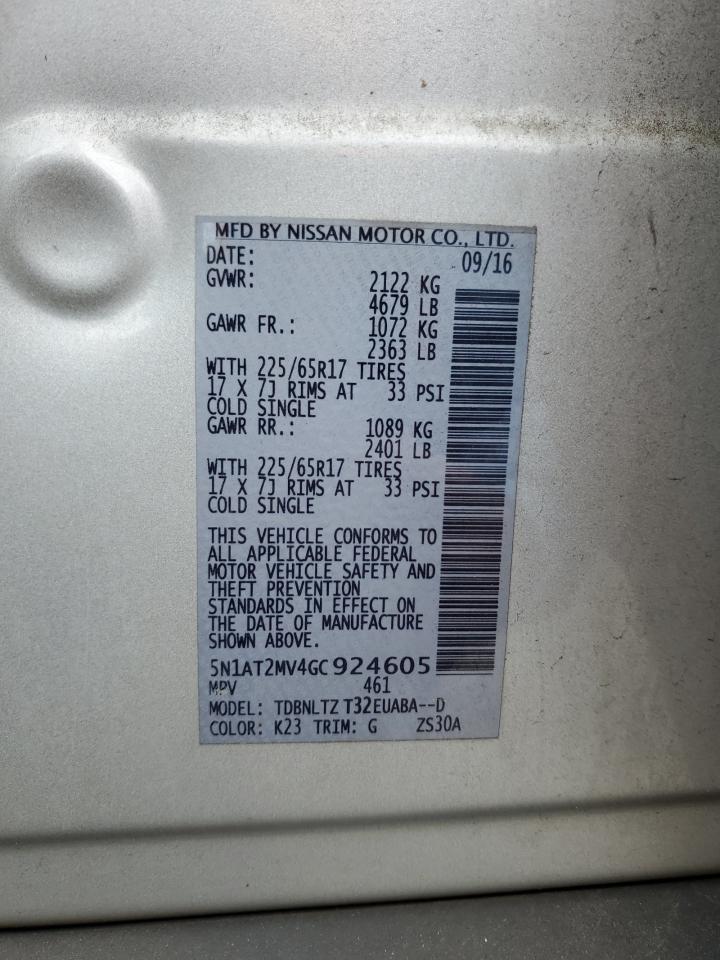 MFD BY NISSAN MOTOR CO., LTD.
DATE: 09/16
GVWR: 2122 KG
4679 LB
GAWR FR.: 1072 KG
2363 LB
WITH 225/65R17 TIRES
17 X 7J RIMS AT 33 PSI
COLD SINGLE
GAWR RR.: 1089 KG
2401 LB
WITH 225/65R17 TIRES
17 X 7J RIMS AT 33 PSI
COLD SINGLE
THIS VEHICLE CONFORMS TO
ALL APPLICABLE FEDERAL
MOTOR VEHICLE SAFETY AND
THEFT PREVENTION
STANDARDS IN EFFECT ON
THE DATE OF MANUFACTURE
SHOWN ABOVE.
5N1AT2MV4GC924605
MPV 461
MODEL: TDBNLTZ T32EUABA--D
COLOR: K23 TRIM: G ZS30A